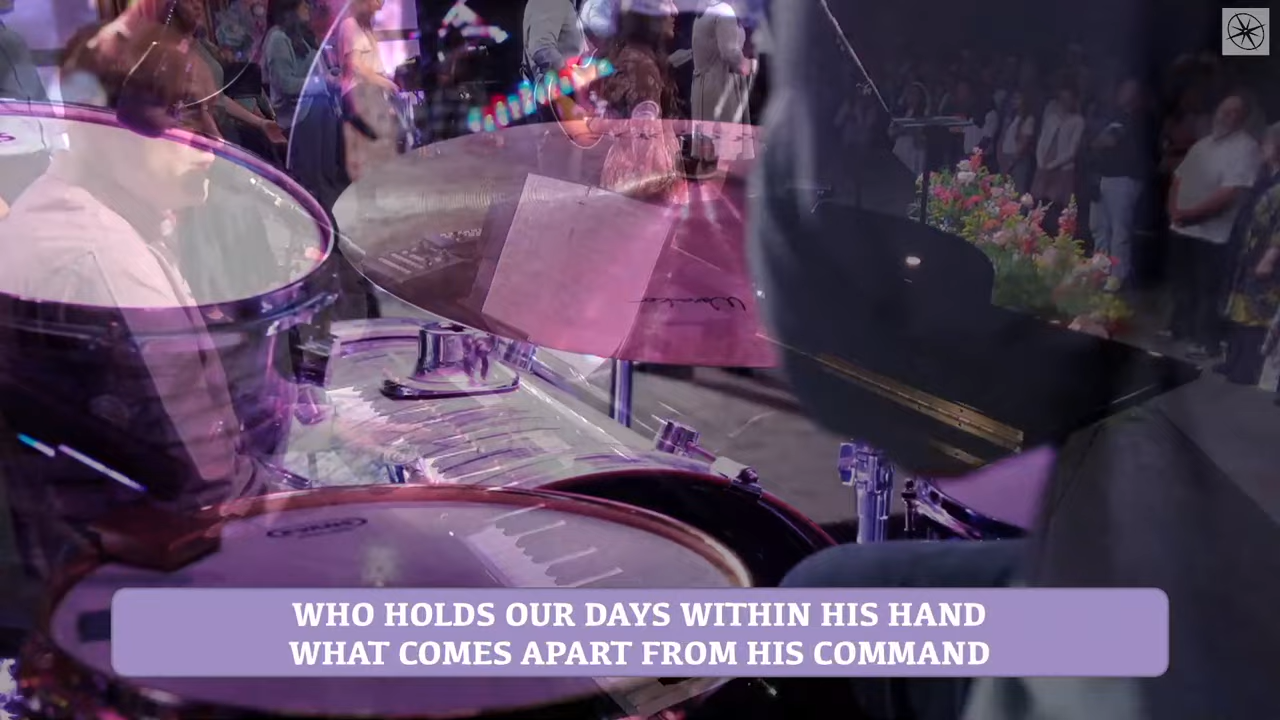 WHO HOLDS OUR DAYS WITHIN HIS HAND
WHAT COMES APART FROM HIS COMMAND